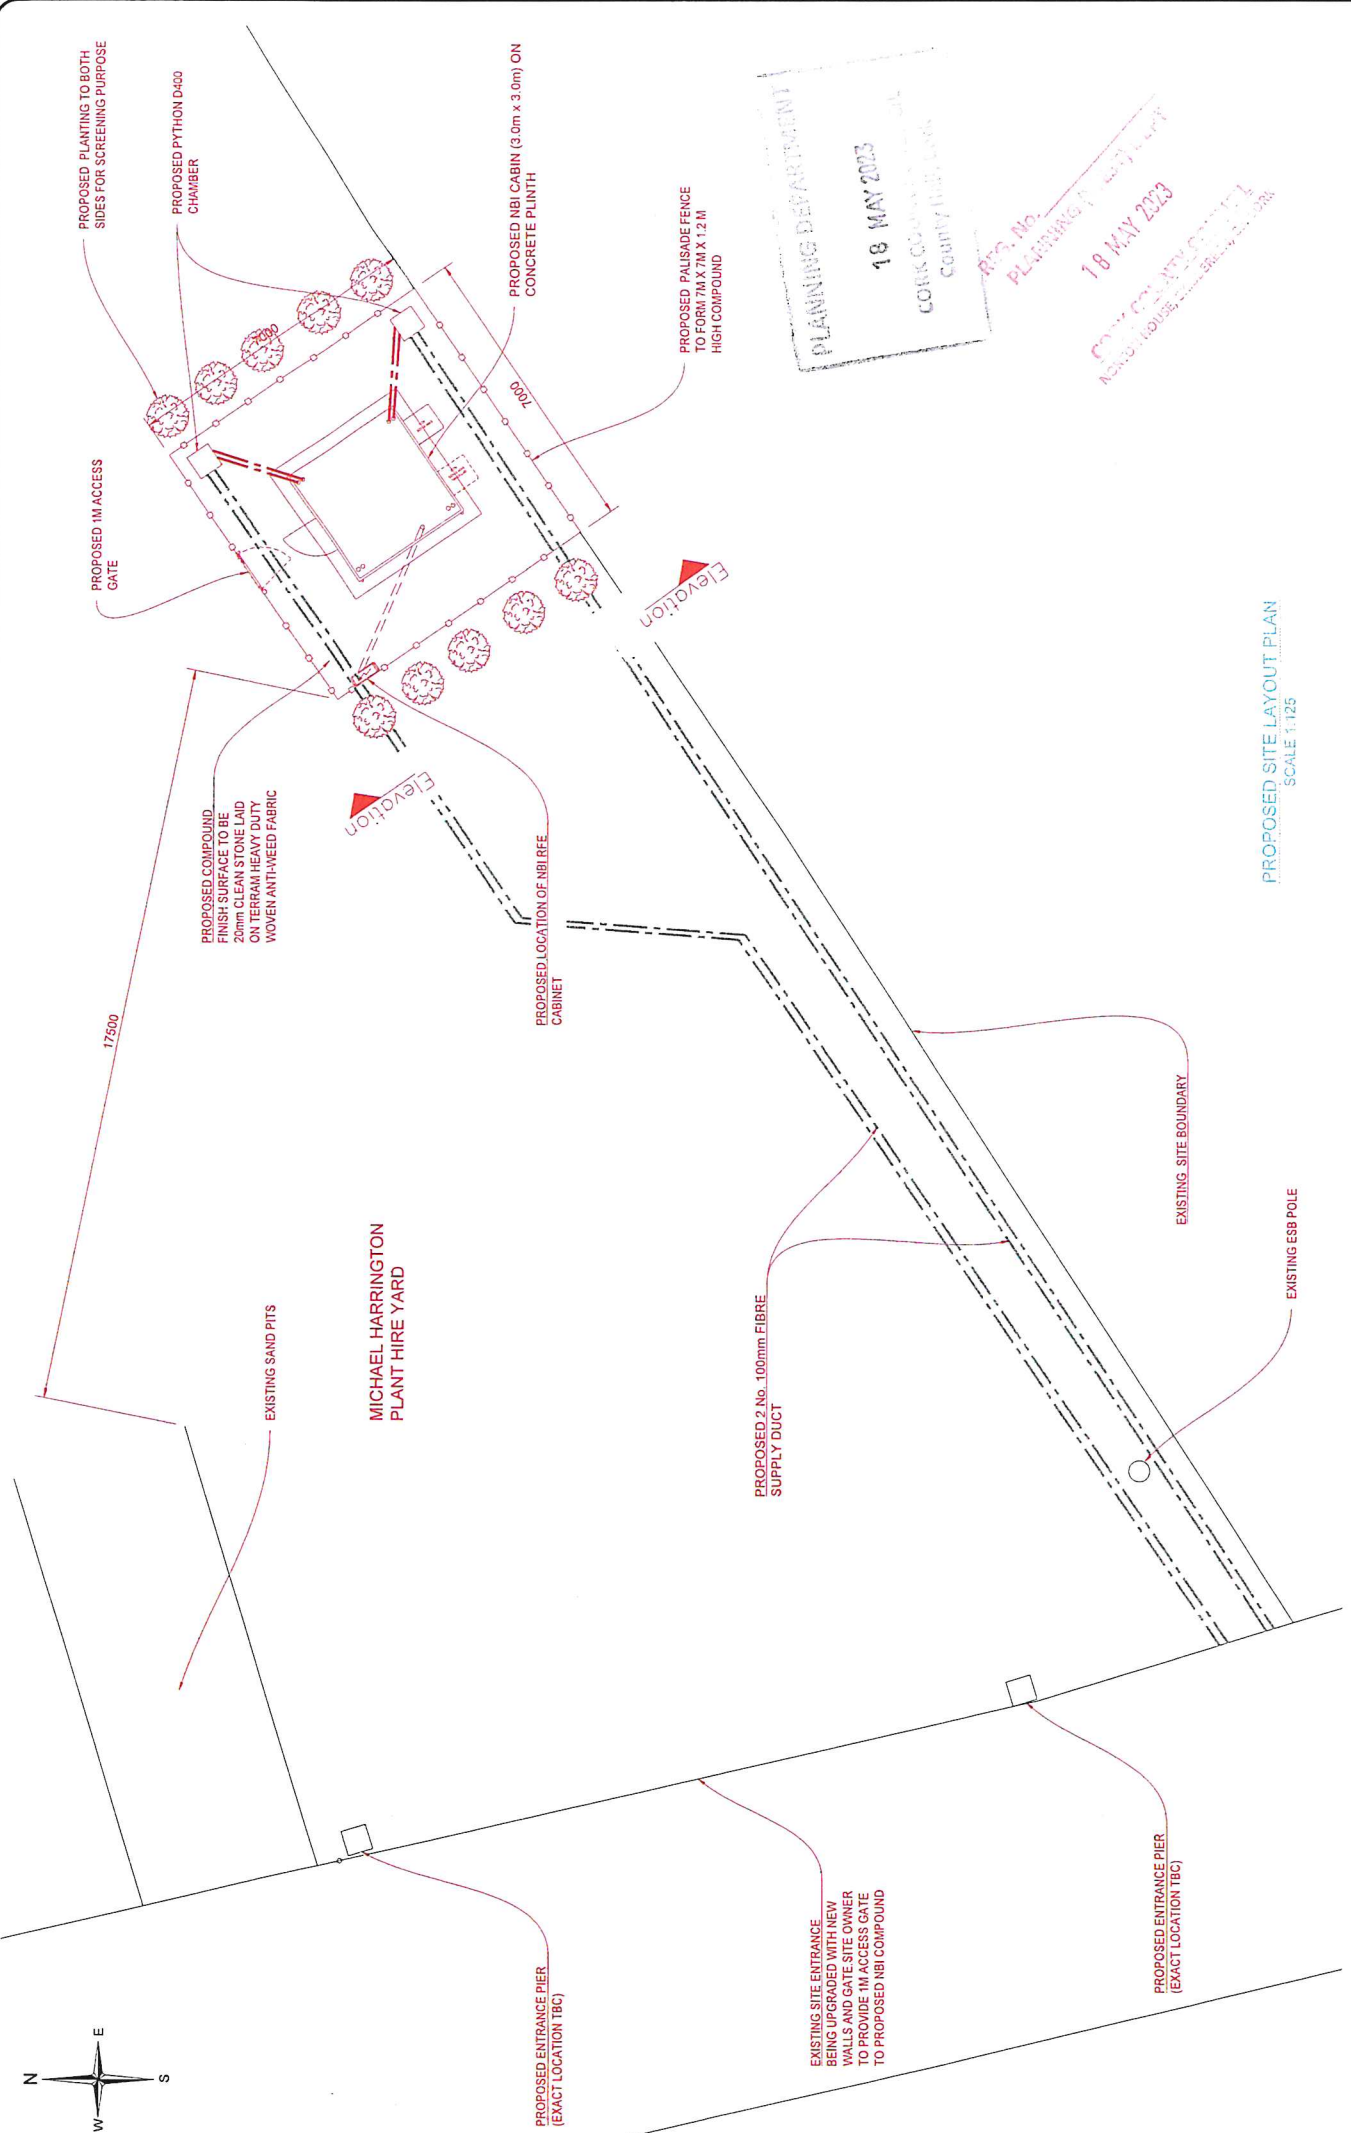 PROPOSED PLANTING TO BOTH
SIDES FOR SCREENING PURPOSE
PROPOSED PYTHON D400
CHAMBER
PROPOSED NBI CABIN (3.0m x 3.0m) ON
CONCRETE PLINTH
PROPOSED PALISADE FENCE
TO FORM 7M X 7M X 1.2 M
HIGH COMPOUND
PROPOSED 1M ACCESS
GATE
7000
7000
PROPOSED COMPOUND
FINISH SURFACE TO BE
20mm CLEAN STONE LAID
ON TERRAM HEAVY DUTY
WOVEN ANTI-WEED FABRIC
Elevation
Elevation
PROPOSED LOCATION OF NBI RFE
CABINET
17500
EXISTING SAND PITS
MICHAEL HARRINGTON
PLANT HIRE YARD
PROPOSED 2 No. 100mm FIBRE
SUPPLY DUCT
EXISTING SITE BOUNDARY
EXISTING ESB POLE
PROPOSED ENTRANCE PIER
(EXACT LOCATION TBC)
EXISTING SITE ENTRANCE
BEING UPGRADED WITH NEW
WALLS AND GATE.SITE OWNER
TO PROVIDE 1M ACCESS GATE
TO PROPOSED NBI COMPOUND
PROPOSED ENTRANCE PIER
(EXACT LOCATION TBC)
N
E
S
W
PLANNING DEPARTMENT
18 MAY 2023
CORK
County
No.
PLANNING
18 MAY 2023
CORK COUNTY COUNCIL
PROPOSED SITE LAYOUT PLAN
SCALE 1:125